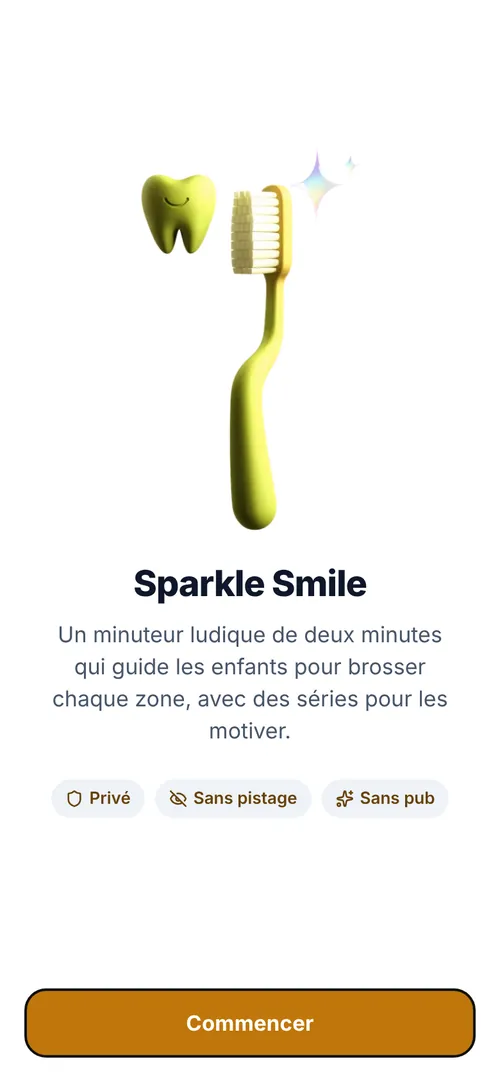 Sparkle Smile
Un minuteur ludique de deux minutes
qui guide les enfants pour brosser
chaque zone, avec des séries pour les
motiver.
Privé
Sans pistage
Sans pub
Commencer